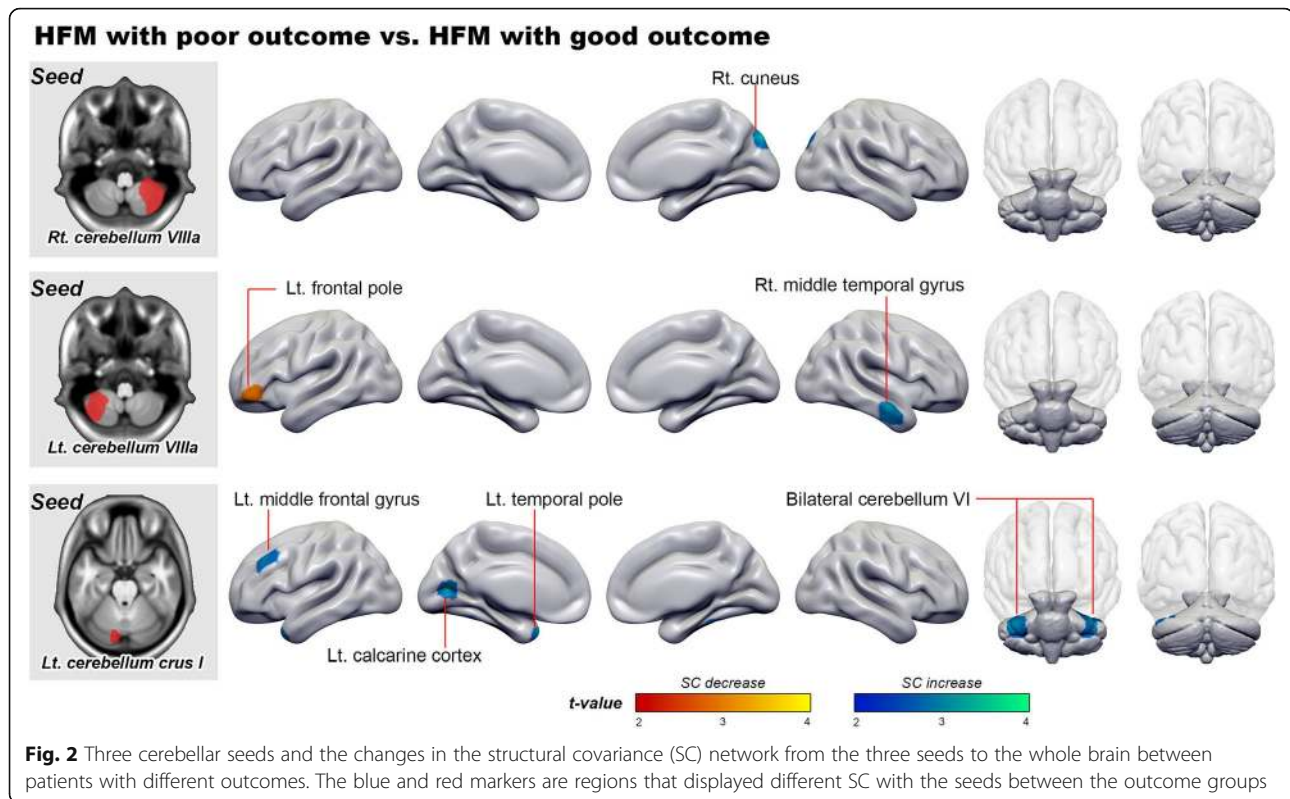 HFM with poor outcome vs. HFM with good outcome
Seed
Rt. cuneus
Rt. cerebellum VIIIa
Seed
Lt. frontal pole
Rt. middle temporal gyrus
Lt. cerebellum VIIIa
Seed
Lt. middle frontal gyrus
Lt. temporal pole
Bilateral cerebellum VI
Lt. calcarine cortex
Lt. cerebellum crus I
t-value
SC decrease
SC increase
2 3 4
2 3 4
Fig. 2 Three cerebellar seeds and the changes in the structural covariance (SC) network from the three seeds to the whole brain between
patients with different outcomes. The blue and red markers are regions that displayed different SC with the seeds between the outcome groups